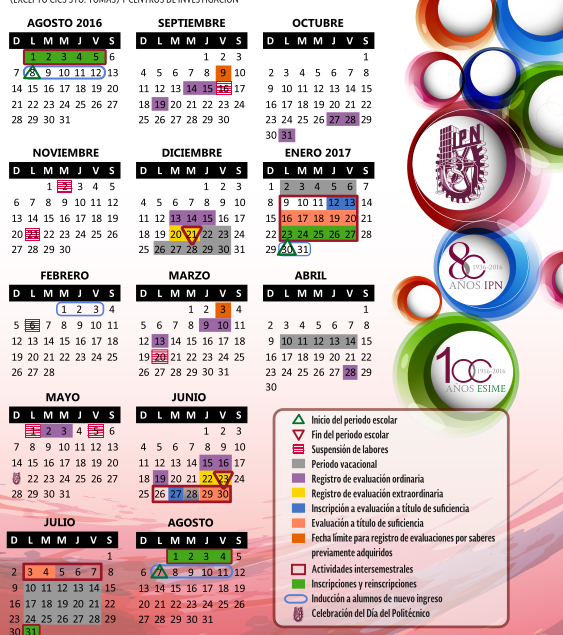 (EXCEPTO CICS STO. TOMÁS) Y CENTROS DE INVESTIGACIÓN
AGOSTO 2016
D L M M J V S
1 2 3 4 5 6
7 8 9 10 11 12 13
14 15 16 17 18 19 20
21 22 23 24 25 26 27
28 29 30 31
SEPTIEMBRE
D L M M J V S
1 2 3
4 5 6 7 8 9 10
11 12 13 14 15 16 17
18 19 20 21 22 23 24
25 26 27 28 29 30
OCTUBRE
D L M M J V S
1
2 3 4 5 6 7 8
9 10 11 12 13 14 15
16 17 18 19 20 21 22
23 24 25 26 27 28 29
30 31
NOVIEMBRE
D L M M J V S
1 2 3 4 5
6 7 8 9 10 11 12
13 14 15 16 17 18 19
20 21 22 23 24 25 26
27 28 29 30
DICIEMBRE
D L M M J V S
1 2 3
4 5 6 7 8 9 10
11 12 13 14 15 16 17
18 19 20 21 22 23 24
25 26 27 28 29 30
ENERO 2017
D L M M J V S
1 2 3 4 5 6 7
8 9 10 11 12 13 14
15 16 17 18 19 20 21
22 23 24 25 26 27 28
29 30 31
IPN
80
1936-2016
AÑOS IPN
FEBRERO
D L M M J V S
1 2 3 4
5 6 7 8 9 10 11
12 13 14 15 16 17 18
19 20 21 22 23 24 25
26 27 28
MARZO
D L M M J V S
1 2 3 4
5 6 7 8 9 10 11
12 13 14 15 16 17 18
19 20 21 22 23 24 25
26 27 28 29 30 31
ABRIL
D L M M J V S
1
2 3 4 5 6 7 8
9 10 11 12 13 14 15
16 17 18 19 20 21 22
23 24 25 26 27 28 29
30
100
1916-2016
AÑOS ESIME
MAYO
D L M M J V S
1 2 3 4 5 6
7 8 9 10 11 12 13
14 15 16 17 18 19 20
22 23 24 25 26 27
28 29 30 31
JUNIO
D L M M J V S
1 2 3
4 5 6 7 8 9 10
11 12 13 14 15 16 17
18 19 20 21 22 23 24
25 26 27 28 29 30
JULIO
D L M M J V S
1
2 3 4 5 6 7 8
9 10 11 12 13 14 15
16 17 18 19 20 21 22
23 24 25 26 27 28 29
30 31
AGOSTO
D L M M J V S
1 2 3 4 5
6 7 8 9 10 11 12
13 14 15 16 17 18 19
20 21 22 23 24 25 26
27 28 29 30 31
Inicio del periodo escolar
Fin del periodo escolar
Suspensión de labores
Periodo vacacional
Registro de evaluación ordinaria
Registro de evaluación extraordinaria
Inscripción a evaluación a título de suficiencia
Evaluación a título de suficiencia
Fecha límite para registro de evaluaciones por saberes
previamente adquiridos
Actividades intersemestrales
Inscripciones y reinscripciones
Inducción a alumnos de nuevo ingreso
Celebración del Día del Politécnico